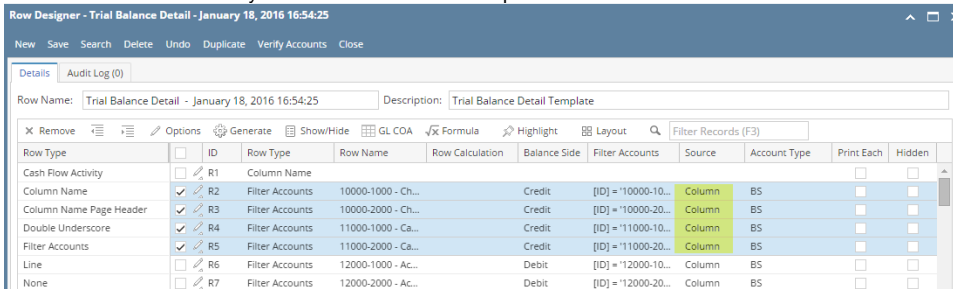 Row Designer - Trial Balance Detail - January 18, 2016 16:54:25
New Save Search Delete Undo Duplicate Verify Accounts Close
Details Audit Log (0)
Row Name: Trial Balance Detail - January 18, 2016 16:54:25 Description: Trial Balance Detail Template
Remove Options Generate Show/Hide GL COA Formula Highlight Layout Filter Records (F3)
Row Type ID Row Type Row Name Row Calculation Balance Side Filter Accounts Source Account Type Print Each Hidden
Cash Flow Activity R1 Column Name
Column Name R2 Filter Accounts 10000-1000 - Ch... Credit [ID] = '10000-10... Column BS
Column Name Page Header R3 Filter Accounts 10000-2000 - Ch... Credit [ID] = '10000-20... Column BS
Double Underscore R4 Filter Accounts 11000-1000 - Ca... Credit [ID] = '11000-10... Column BS
Filter Accounts R5 Filter Accounts 11000-2000 - Ca... Credit [ID] = '11000-20... Column BS
Line R6 Filter Accounts 12000-1000 - Ac... Debit [ID] = '12000-10... Column BS
None R7 Filter Accounts 12000-2000 - Ac... Debit [ID] = '12000-20... Column BS